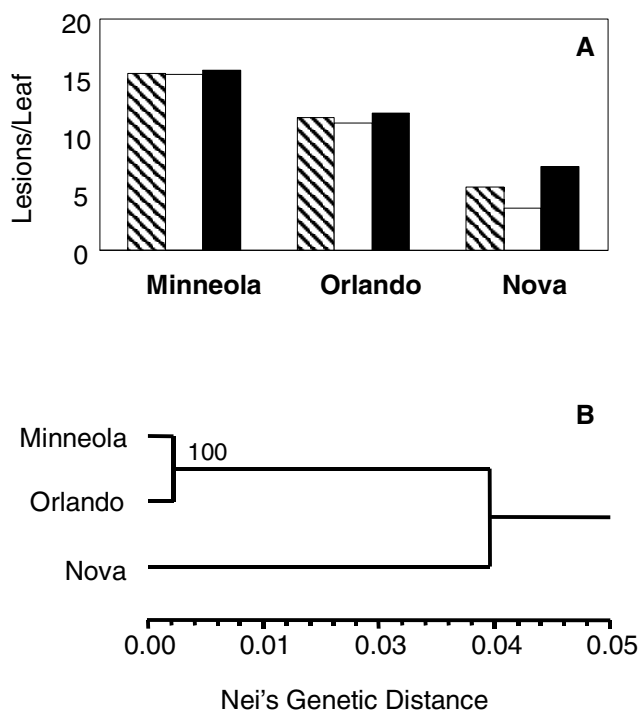 20
A
15
10
5
0
Lesions/Leaf
Minneola Orlando Nova
B
Minneola
100
Orlando
Nova
0.00 0.01 0.03 0.04 0.05
Nei's Genetic Distance